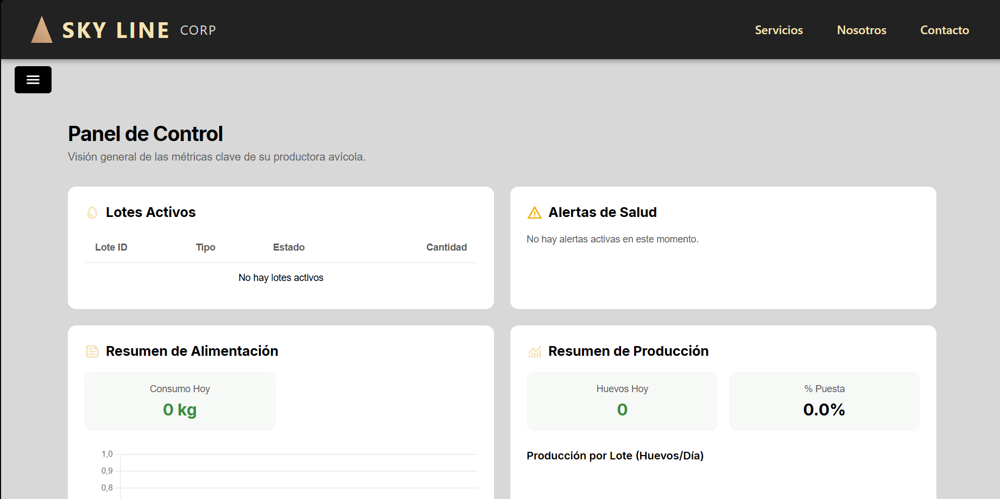 SKY LINE CORP
Servicios Nosotros Contacto
Panel de Control
Visión general de las métricas clave de su productora avícola.
Lotes Activos
Lote ID Tipo Estado Cantidad
No hay lotes activos
Alertas de Salud
No hay alertas activas en este momento.
Resumen de Alimentación
Consumo Hoy
0 kg
1,0
0,9
0,8
Resumen de Producción
Huevos Hoy
0
% Puesta
0.0%
Producción por Lote (Huevos/Día)